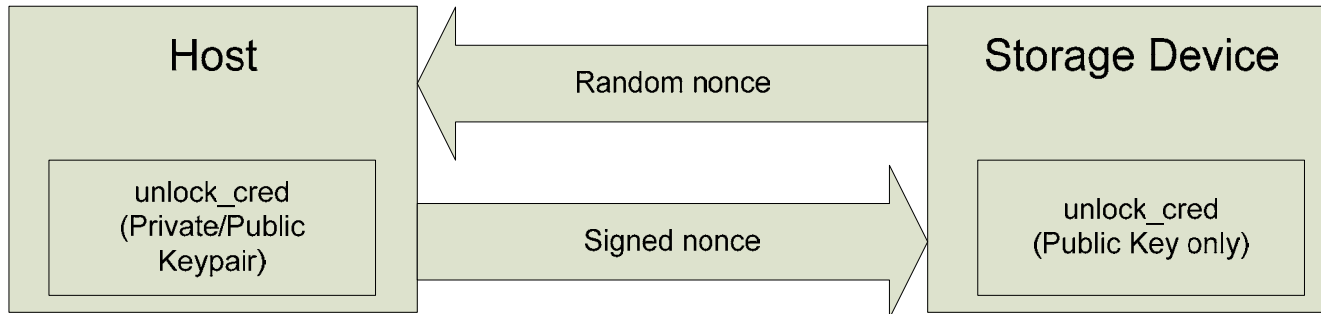 Host
Storage Device
Random nonce
unlock_cred
(Private/Public
Keypair)
Signed nonce
unlock_cred
(Public Key only)